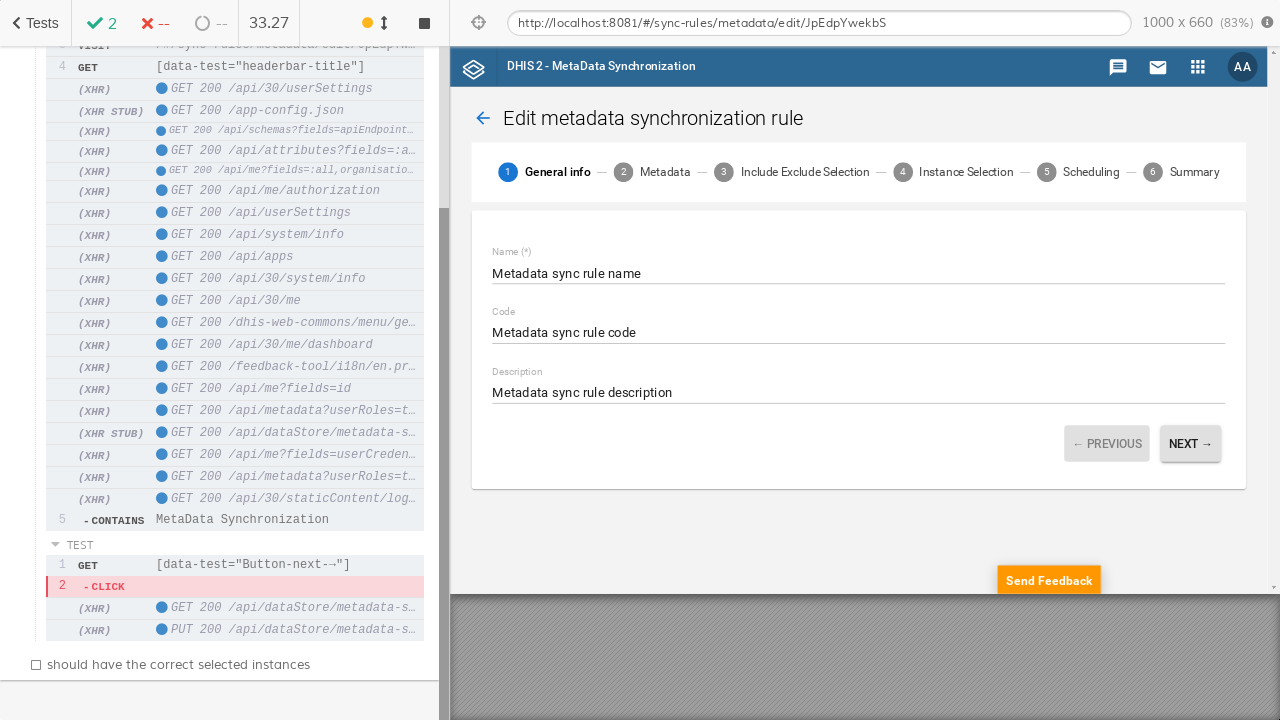 Tests
2
--
--
33.27
http://localhost:8081/#/sync-rules/metadata/edit/JpEdpYwekbS
1000 x 660 (83%)
4 GET [data-test="headerbar-title"]
(XHR) GET 200 /api/30/userSettings
(XHR STUB) GET 200 /app-config.json
(XHR) GET 200 /api/schemas?fields=apiEndpoint…
(XHR) GET 200 /api/attributes?fields=:a…
(XHR) GET 200 /api/me?fields=:all,organisatio…
(XHR) GET 200 /api/me/authorization
(XHR) GET 200 /api/userSettings
(XHR) GET 200 /api/system/info
(XHR) GET 200 /api/apps
(XHR) GET 200 /api/30/system/info
(XHR) GET 200 /api/30/me
(XHR) GET 200 /dhis-web-commons/menu/ge…
(XHR) GET 200 /api/30/me/dashboard
(XHR) GET 200 /feedback-tool/i18n/en.pr…
(XHR) GET 200 /api/me?fields=id
(XHR) GET 200 /api/metadata?userRoles=t…
(XHR STUB) GET 200 /api/dataStore/metadata-s…
(XHR) GET 200 /api/me?fields=userCreden…
(XHR) GET 200 /api/metadata?userRoles=t…
(XHR) GET 200 /api/30/staticContent/log…
5 -CONTAINS MetaData Synchronization
TEST
1 GET [data-test="Button-next-→"]
2 -CLICK
(XHR) GET 200 /api/dataStore/metadata-s…
(XHR) PUT 200 /api/dataStore/metadata-s…
should have the correct selected instances
DHIS 2 - MetaData Synchronization
AA
Edit metadata synchronization rule
1 General info
2 Metadata
3 Include Exclude Selection
4 Instance Selection
5 Scheduling
6 Summary
Name (*)
Metadata sync rule name
Code
Metadata sync rule code
Description
Metadata sync rule description
← PREVIOUS
NEXT →
Send Feedback